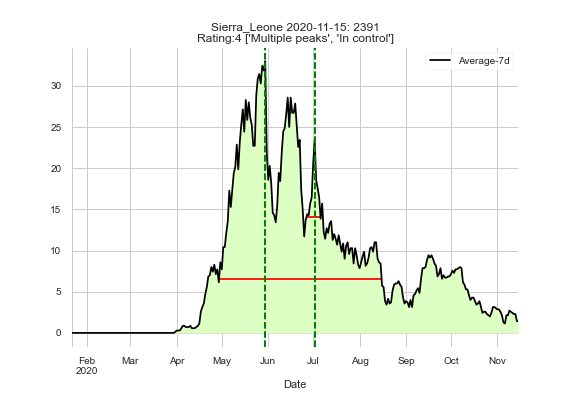 Sierra_Leone 2020-11-15: 2391
Rating:4 ['Multiple peaks', 'In control']
Average-7d
30
25
20
15
10
5
0
Feb Mar Apr May Jun Jul Aug Sep Oct Nov
2020
Date